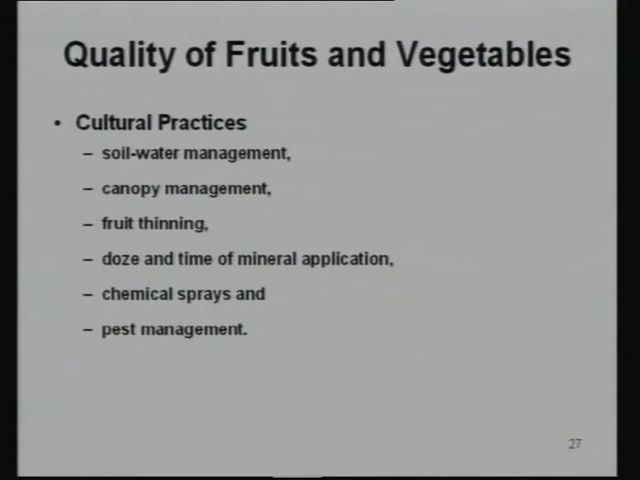 Quality of Fruits and Vegetables
• Cultural Practices
– soil-water management,
– canopy management,
– fruit thinning,
– doze and time of mineral application,
– chemical sprays and
– pest management.
27